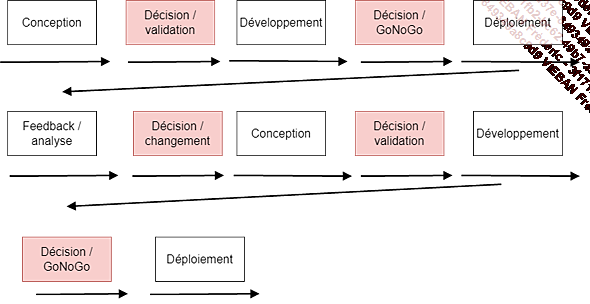 Conception
Décision /
validation
Développement
Décision /
GoNoGo
Déploiement
Feedback /
analyse
Décision /
changement
Conception
Décision /
validation
Développement
Décision /
GoNoGo
Déploiement